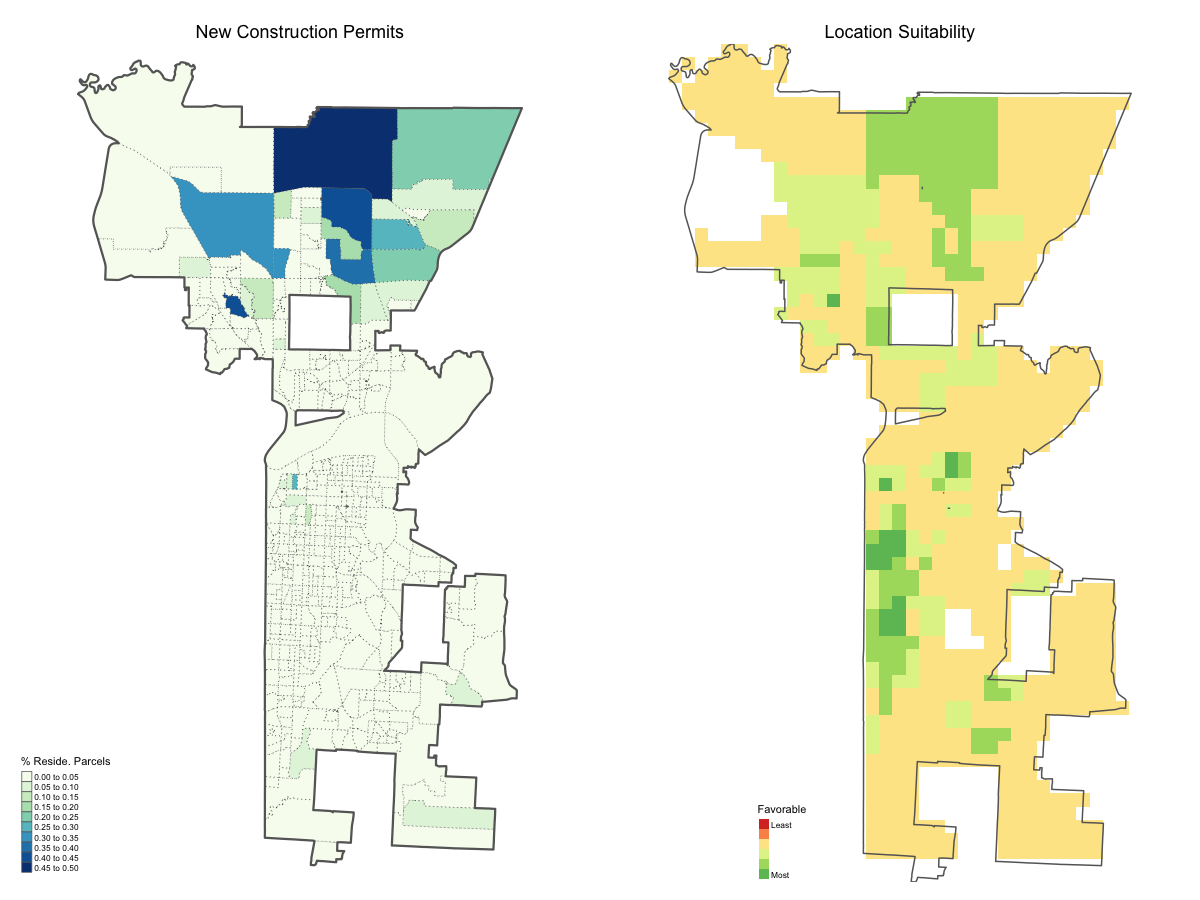 New Construction Permits
Location Suitability
% Reside. Parcels
0.00 to 0.05
0.05 to 0.10
0.10 to 0.15
0.15 to 0.20
0.20 to 0.25
0.25 to 0.30
0.30 to 0.35
0.35 to 0.40
0.40 to 0.45
0.45 to 0.50
Favorable
Least
Most